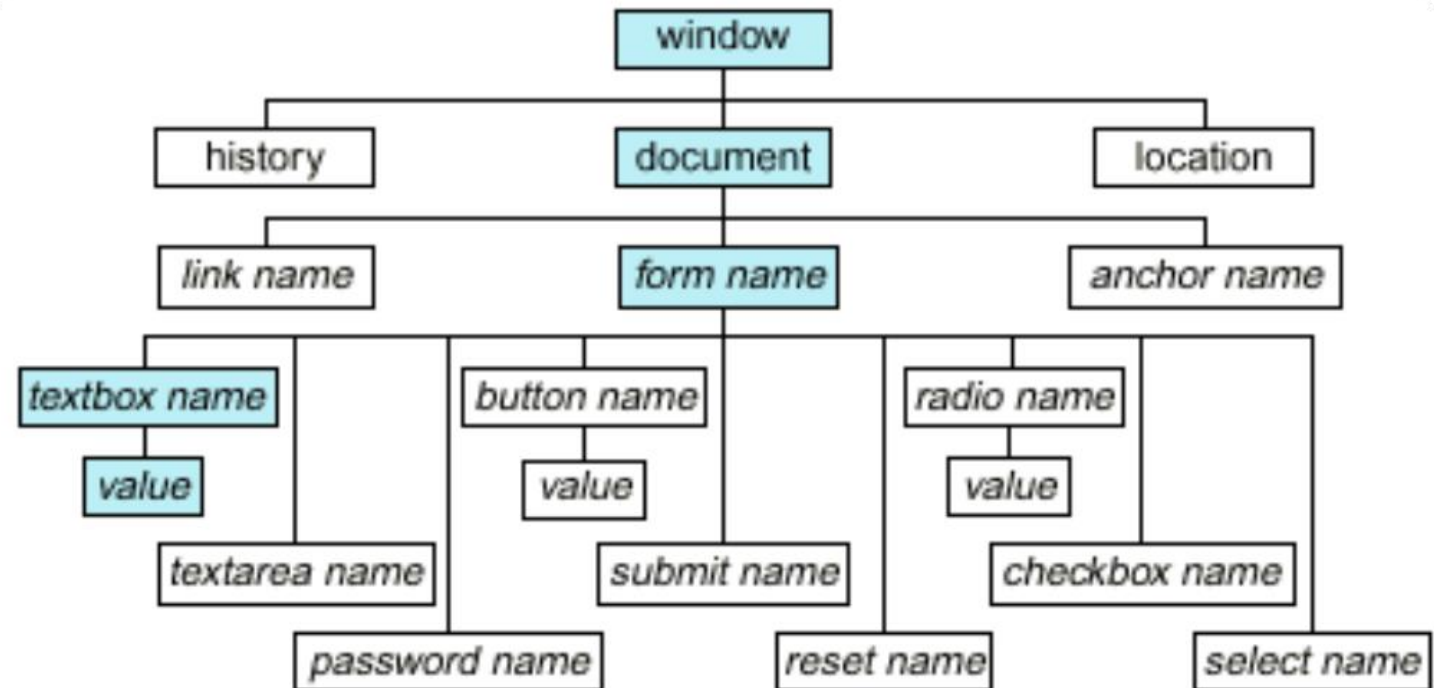 window
history
document
location
link name
form name
anchor name
textbox name
button name
radio name
value
value
value
textarea name
submit name
checkbox name
password name
reset name
select name